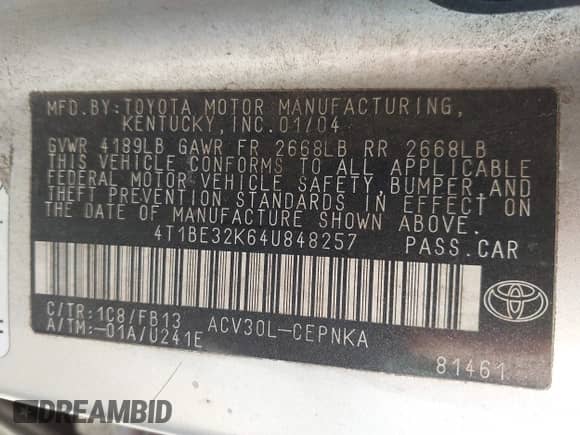 MFD.BY:TOYOTA MOTOR MANUFACTURING,
KENTUCKY, INC.01/04
GVWR 4189LB GAWR FR 2668LB RR 2668LB
THIS VEHICLE CONFORMS TO ALL APPLICABLE
FEDERAL MOTOR VEHICLE SAFETY, BUMPER AND
THEFT PREVENTION STANDARDS IN EFFECT ON
THE DATE OF MANUFACTURE SHOWN ABOVE.
4T1BE32K64U848257 PASS.CAR
C/TR:1C8/FB13 ACV30L-CEPNKA
A/TM:-01A/U241E
81461
DREAMBID